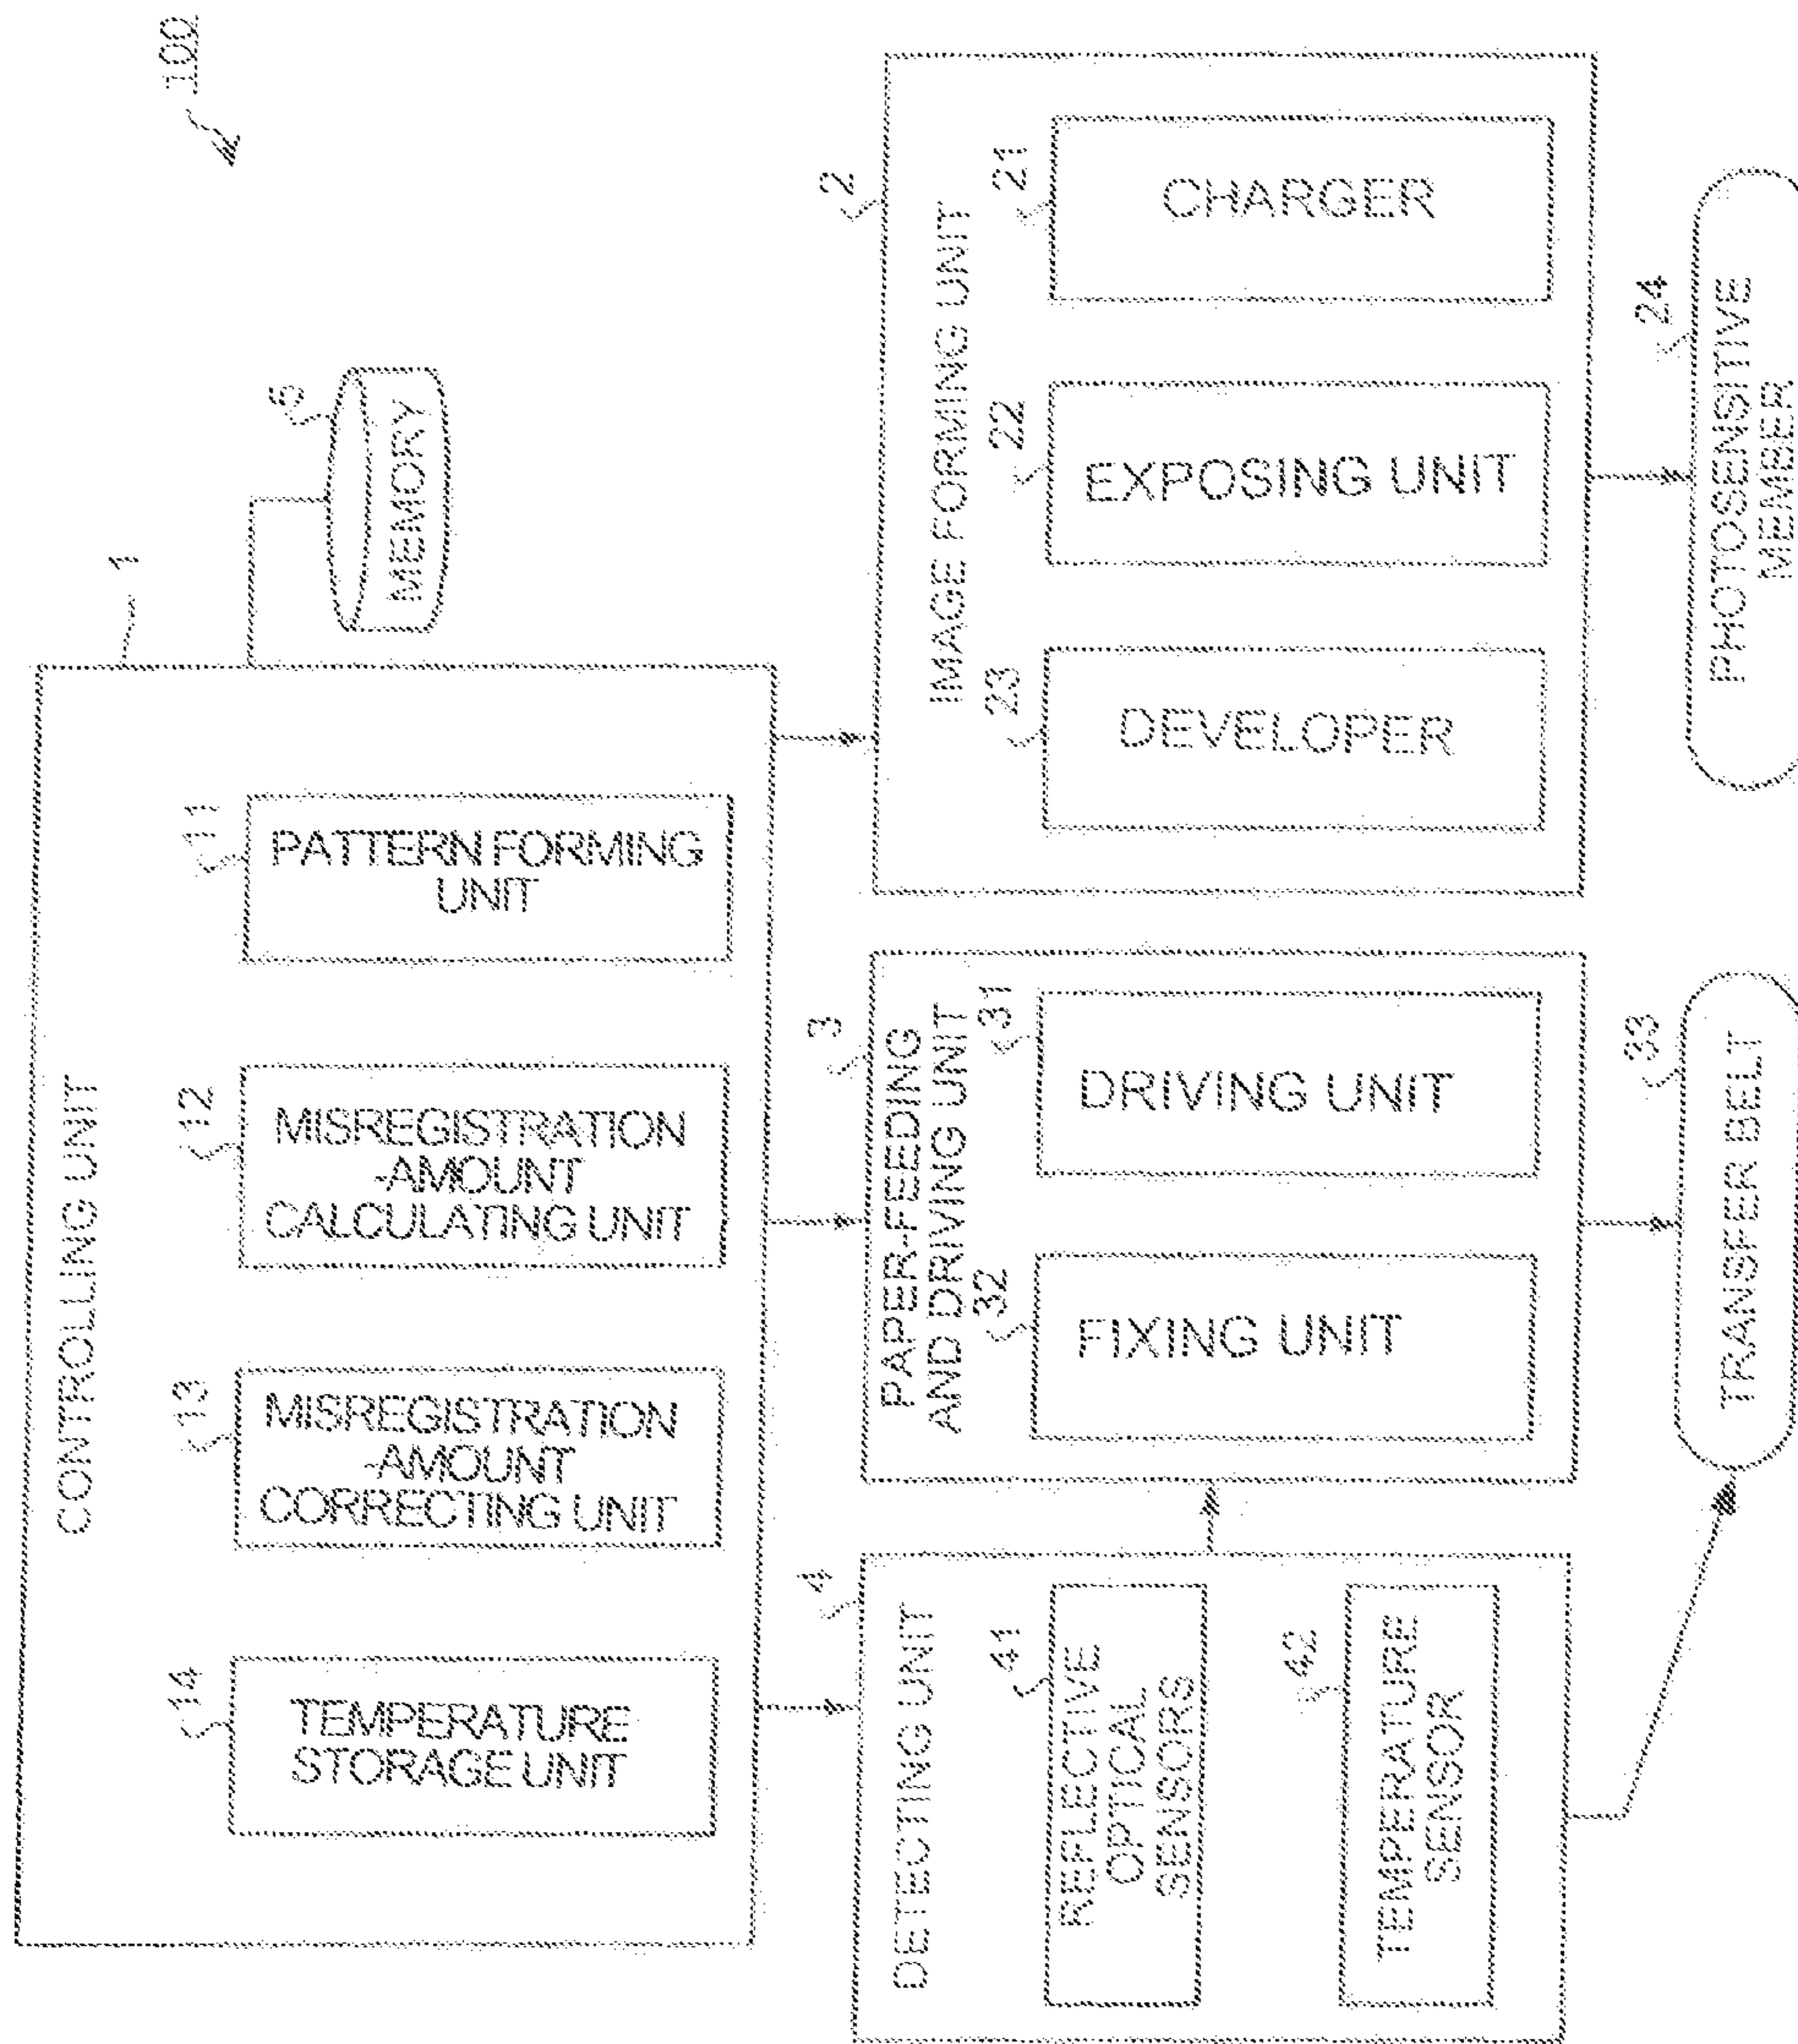 100
1
CONTROLLING UNIT
14
TEMPERATURE
STORAGE UNIT
13
MISREGISTRATION
-AMOUNT
CORRECTING UNIT
12
MISREGISTRATION
-AMOUNT
CALCULATING UNIT
11
PATTERN FORMING
UNIT
5
MEMORY
4
DETECTING UNIT
41
REFLECTIVE
OPTICAL
SENSORS
42
TEMPERATURE
SENSOR
3
PAPER-FEEDING
AND DRIVING UNIT
32
FIXING UNIT
31
DRIVING UNIT
33
TRANSFER BELT
2
IMAGE FORMING UNIT
23
DEVELOPER
22
EXPOSING UNIT
21
CHARGER
24
PHOTOSENSITIVE
MEMBER